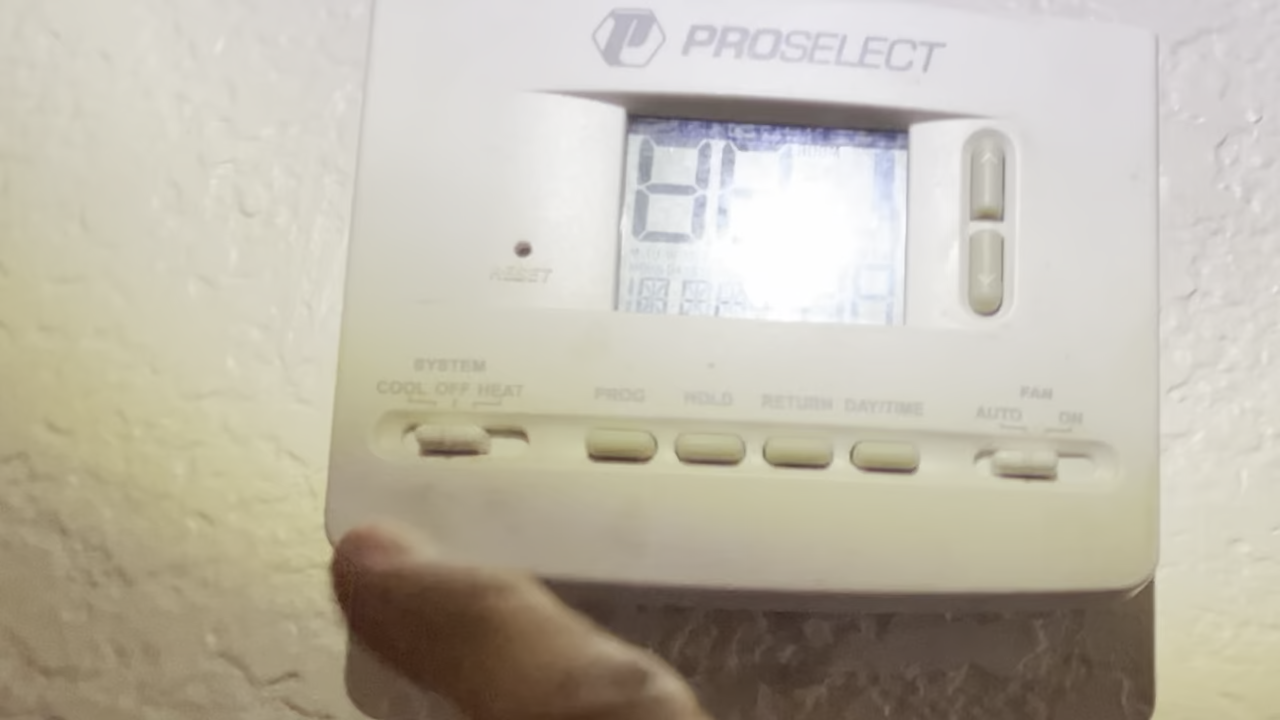 PROSELECT
RESET
SYSTEM
COOL OFF HEAT
PROG HOLD RETURN DAY/TIME
FAN
AUTO ON